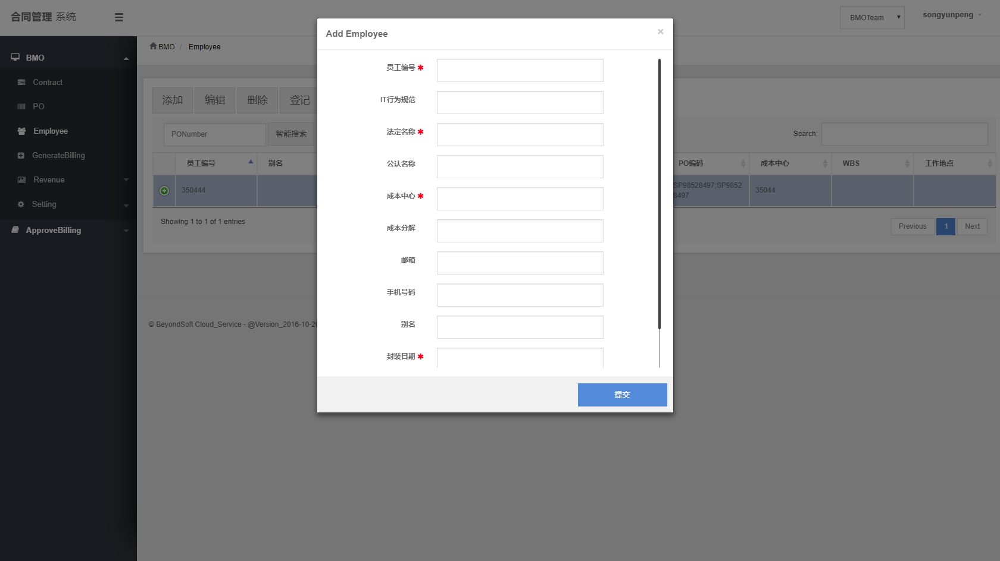 合同管理 系统
BMOTeam
songyunpeng
BMO
Contract
PO
Employee
GenerateBilling
Revenue
Setting
ApproveBilling
BMO / Employee
添加 编辑 删除 登记
PONumber 智能搜索
Search:
员工编号 别名 PO编码 成本中心 WBS 工作地点
350444 SP98528497;SP9852 35044
8497
Showing 1 to 1 of 1 entries
Previous 1 Next
© BeyondSoft Cloud_Service - @Version_2016-10-20
Add Employee ×
员工编号 ✱
IT行为规范
法定名称 ✱
公认名称
成本中心 ✱
成本分解
邮箱
手机号码
别名
封装日期 ✱
提交